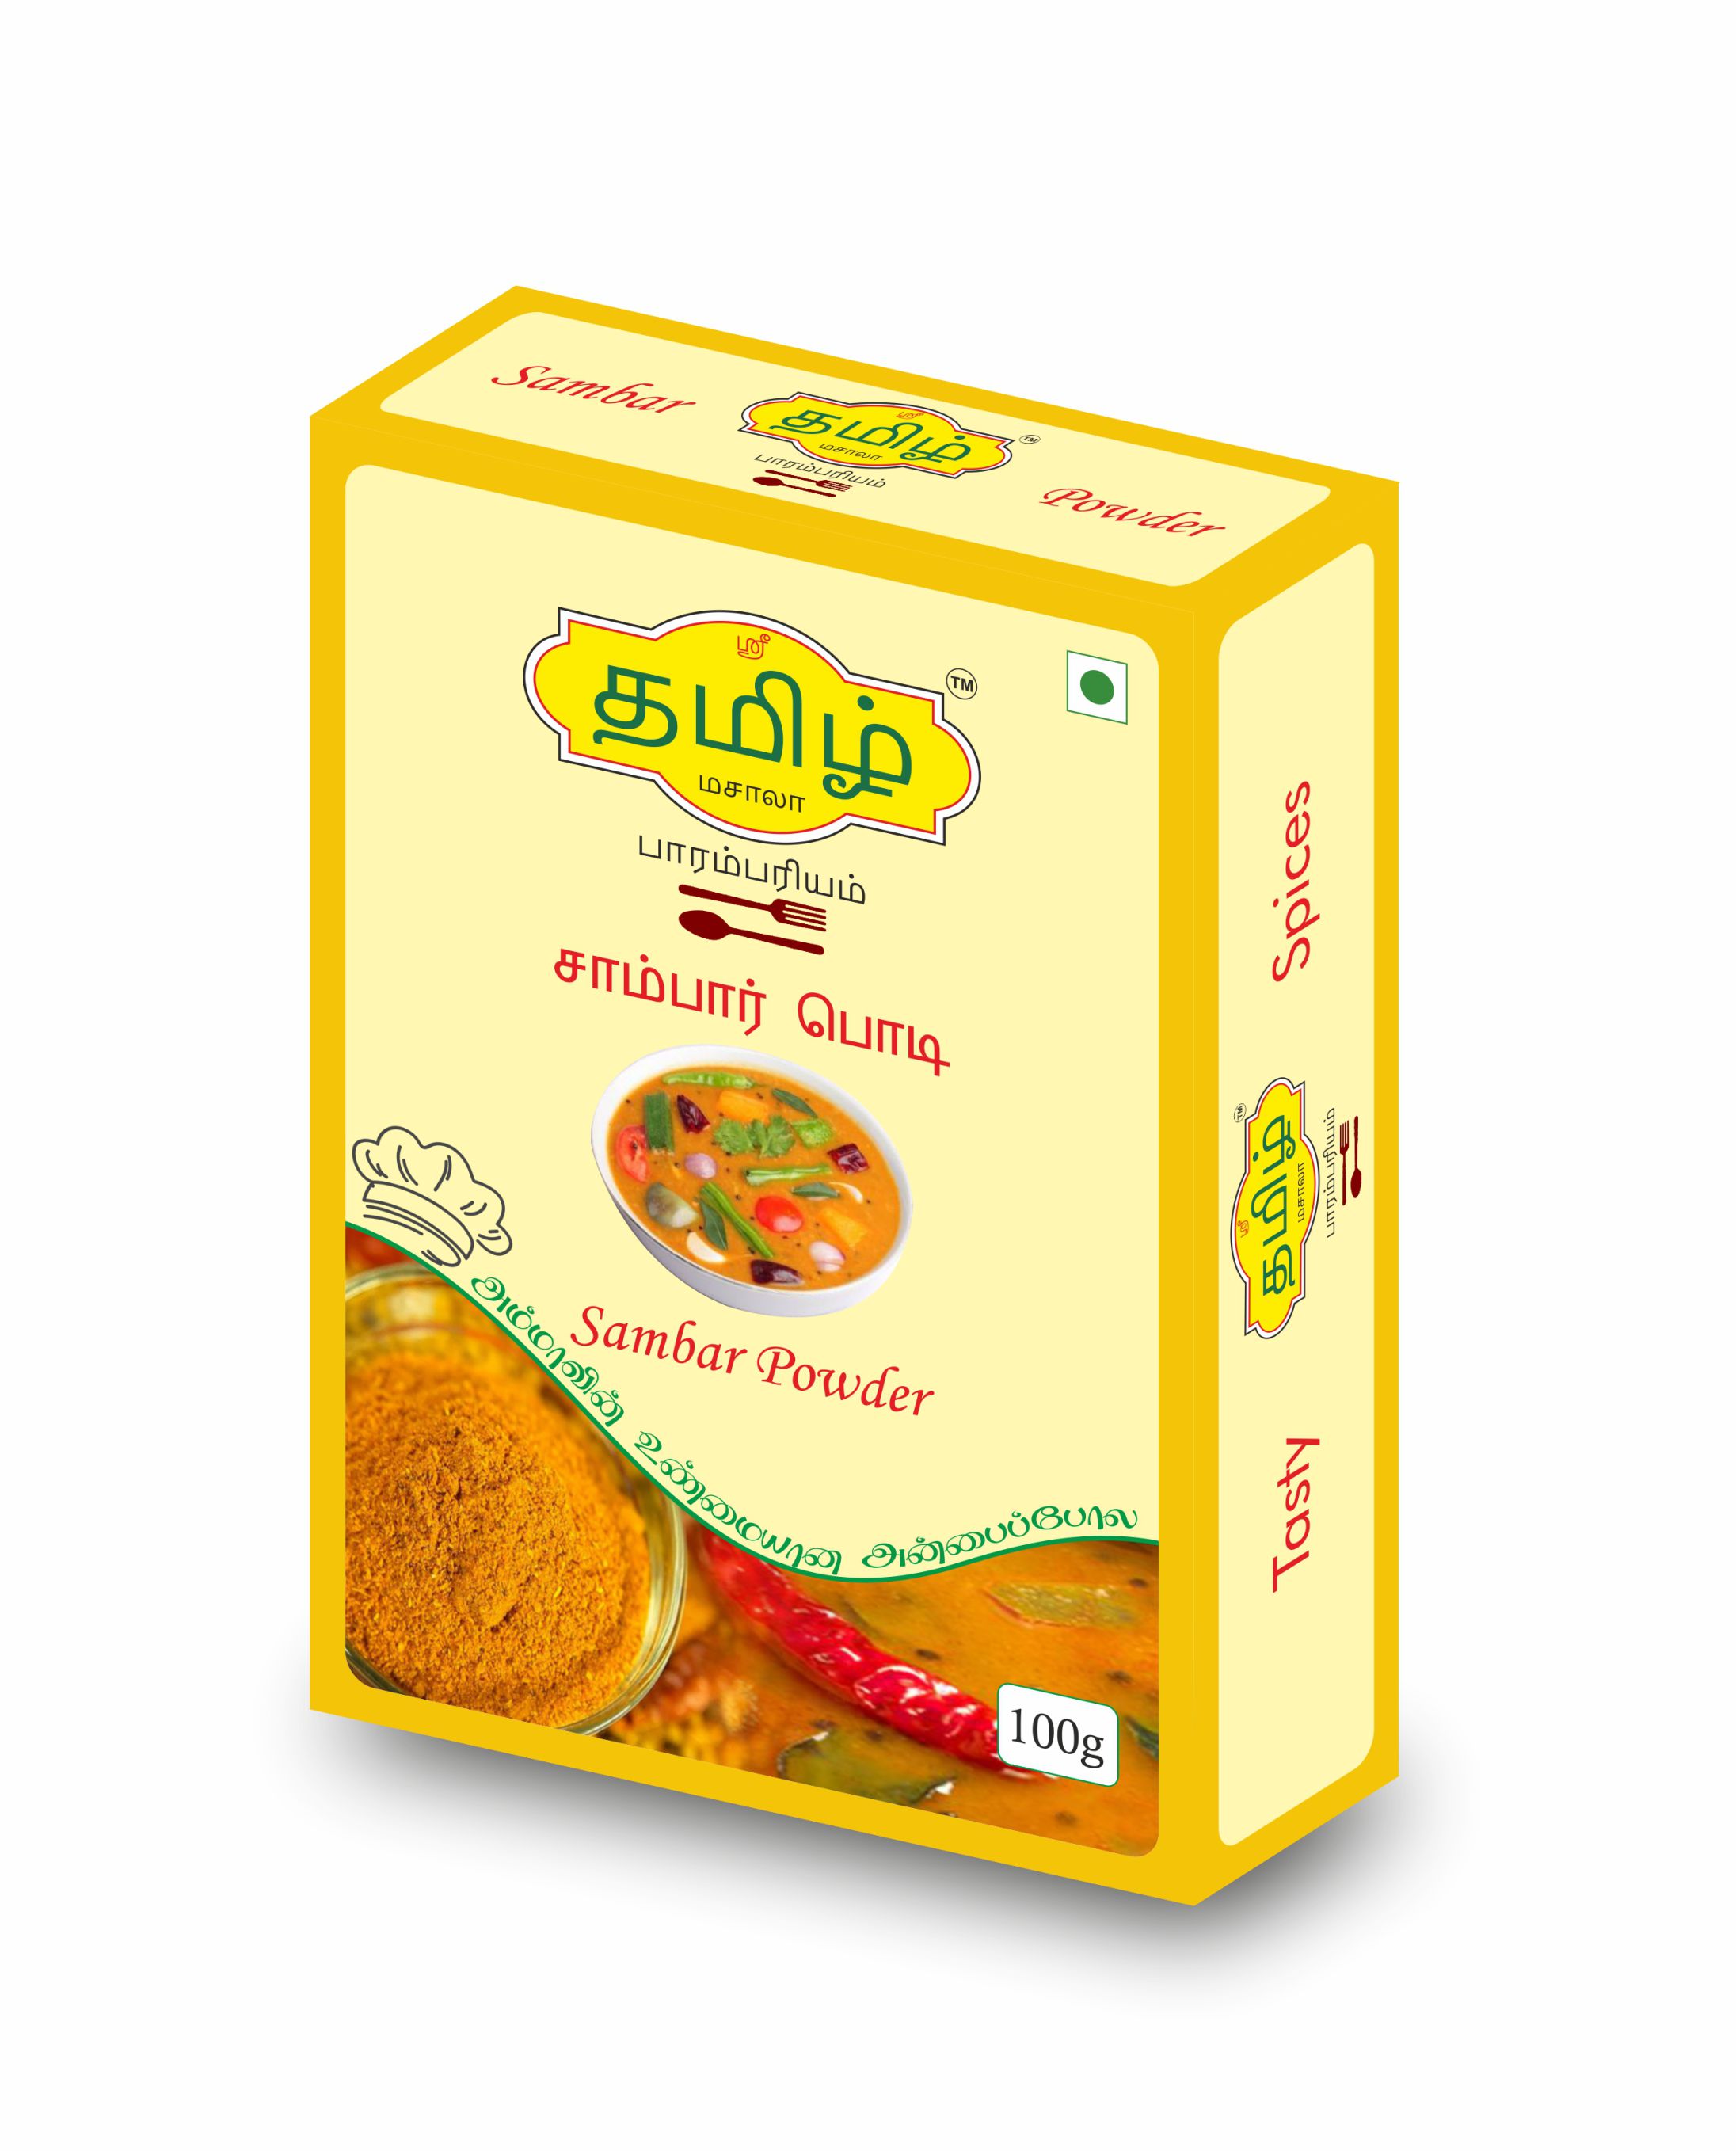 Sambar
ஸ்ரீ
தமிழ்
மசாலா
TM
பாரம்பரியம்
Powder
ஸ்ரீ
தமிழ்
மசாலா
TM
பாரம்பரியம்
சாம்பார் பொடி
Sambar Powder
அம்மாவின் உண்மையான அன்பைப்போல
100g
Tasty
ஸ்ரீ
தமிழ்
மசாலா
TM
பாரம்பரியம்
Spices